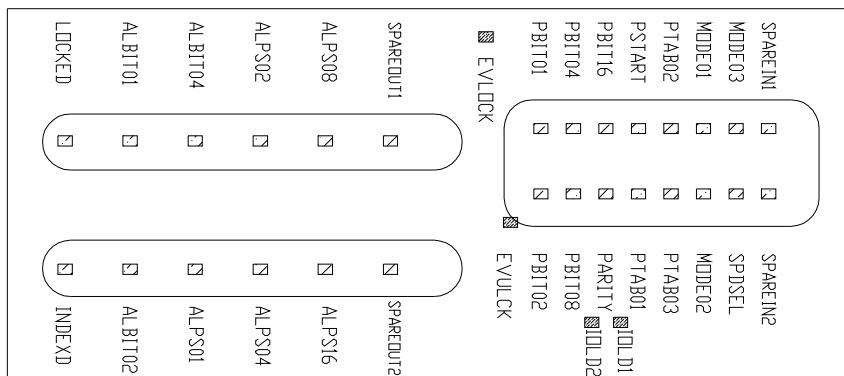 LOCKED
ALBIT01
ALBIT04
ALPS02
ALPS08
SPAREOUT1
EVLOCK
PBIT01
PBIT04
PBIT16
PSTART
PTAB02
MODE01
MODE03
SPAREIN1
INDEXD
ALBIT02
ALPS01
ALPS04
ALPS16
SPAREOUT2
EVULCK
PBIT02
PBIT08
PARITY
PTAB01
PTAB03
MODE02
SPDSEL
SPAREIN2
IOLD2
IOLD1